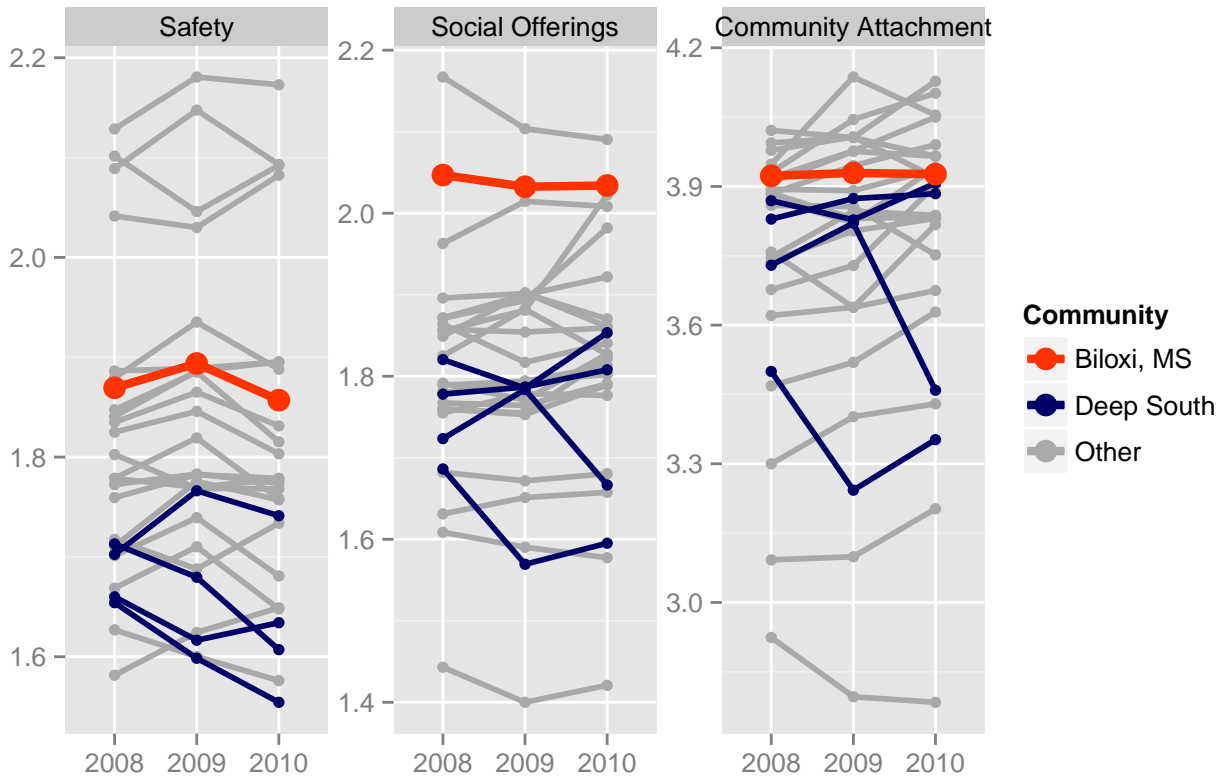 Safety
Social Offerings
Community Attachment
2.2
2.0
1.8
1.6
2.2
2.0
1.8
1.6
1.4
4.2
3.9
3.6
3.3
3.0
2008 2009 2010
2008 2009 2010
2008 2009 2010
Community
Biloxi, MS
Deep South
Other